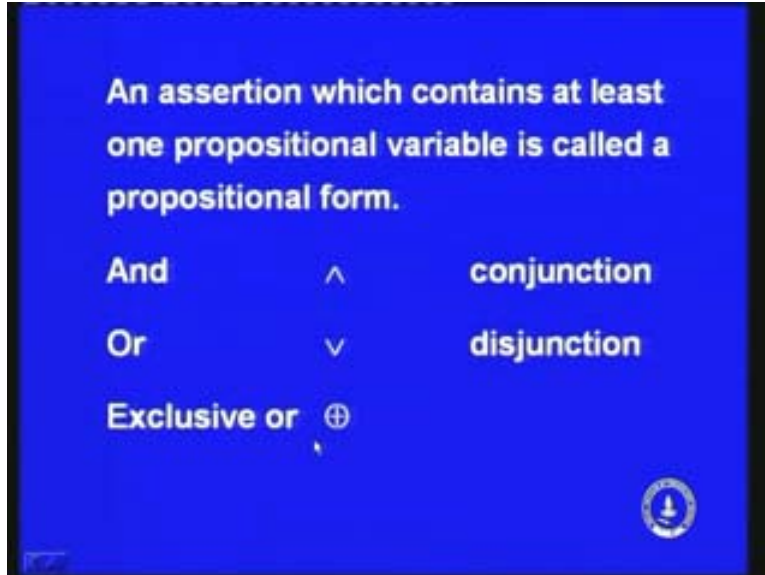 An assertion which contains at least
one propositional variable is called a
propositional form.
And ∧ conjunction
Or ∨ disjunction
Exclusive or ⊕